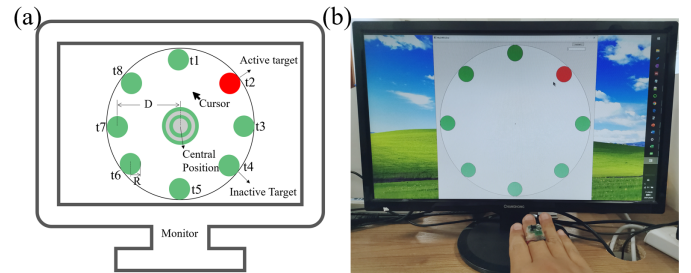 (a)
t1
Active target
t8
t2
D
Cursor
t7
t3
Central
Position
t6
t4
R
t5
Inactive Target
Monitor
(b)